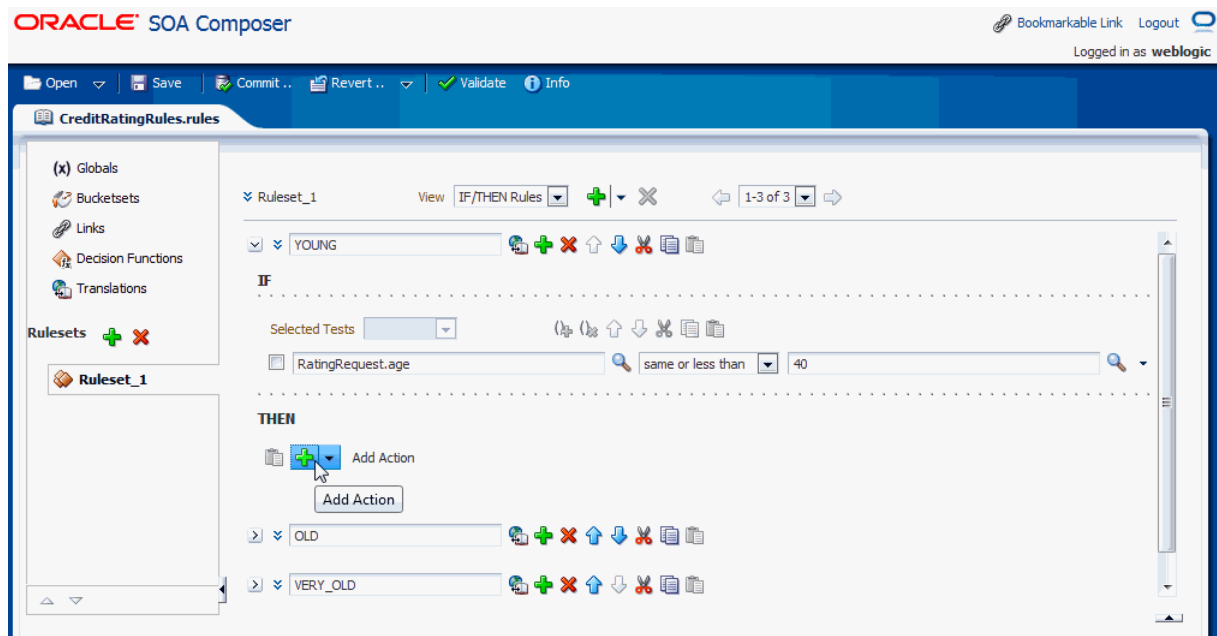 ORACLE SOA Composer
Bookmarkable Link Logout
Logged in as weblogic
Open Save Commit .. Revert .. Validate Info
CreditRatingRules.rules
(x) Globals
Bucketsets
Links
Decision Functions
Translations
Rulesets
Ruleset_1
Ruleset_1 View IF/THEN Rules 1-3 of 3
YOUNG
IF
Selected Tests
RatingRequest.age same or less than 40
THEN
Add Action
Add Action
OLD
VERY_OLD